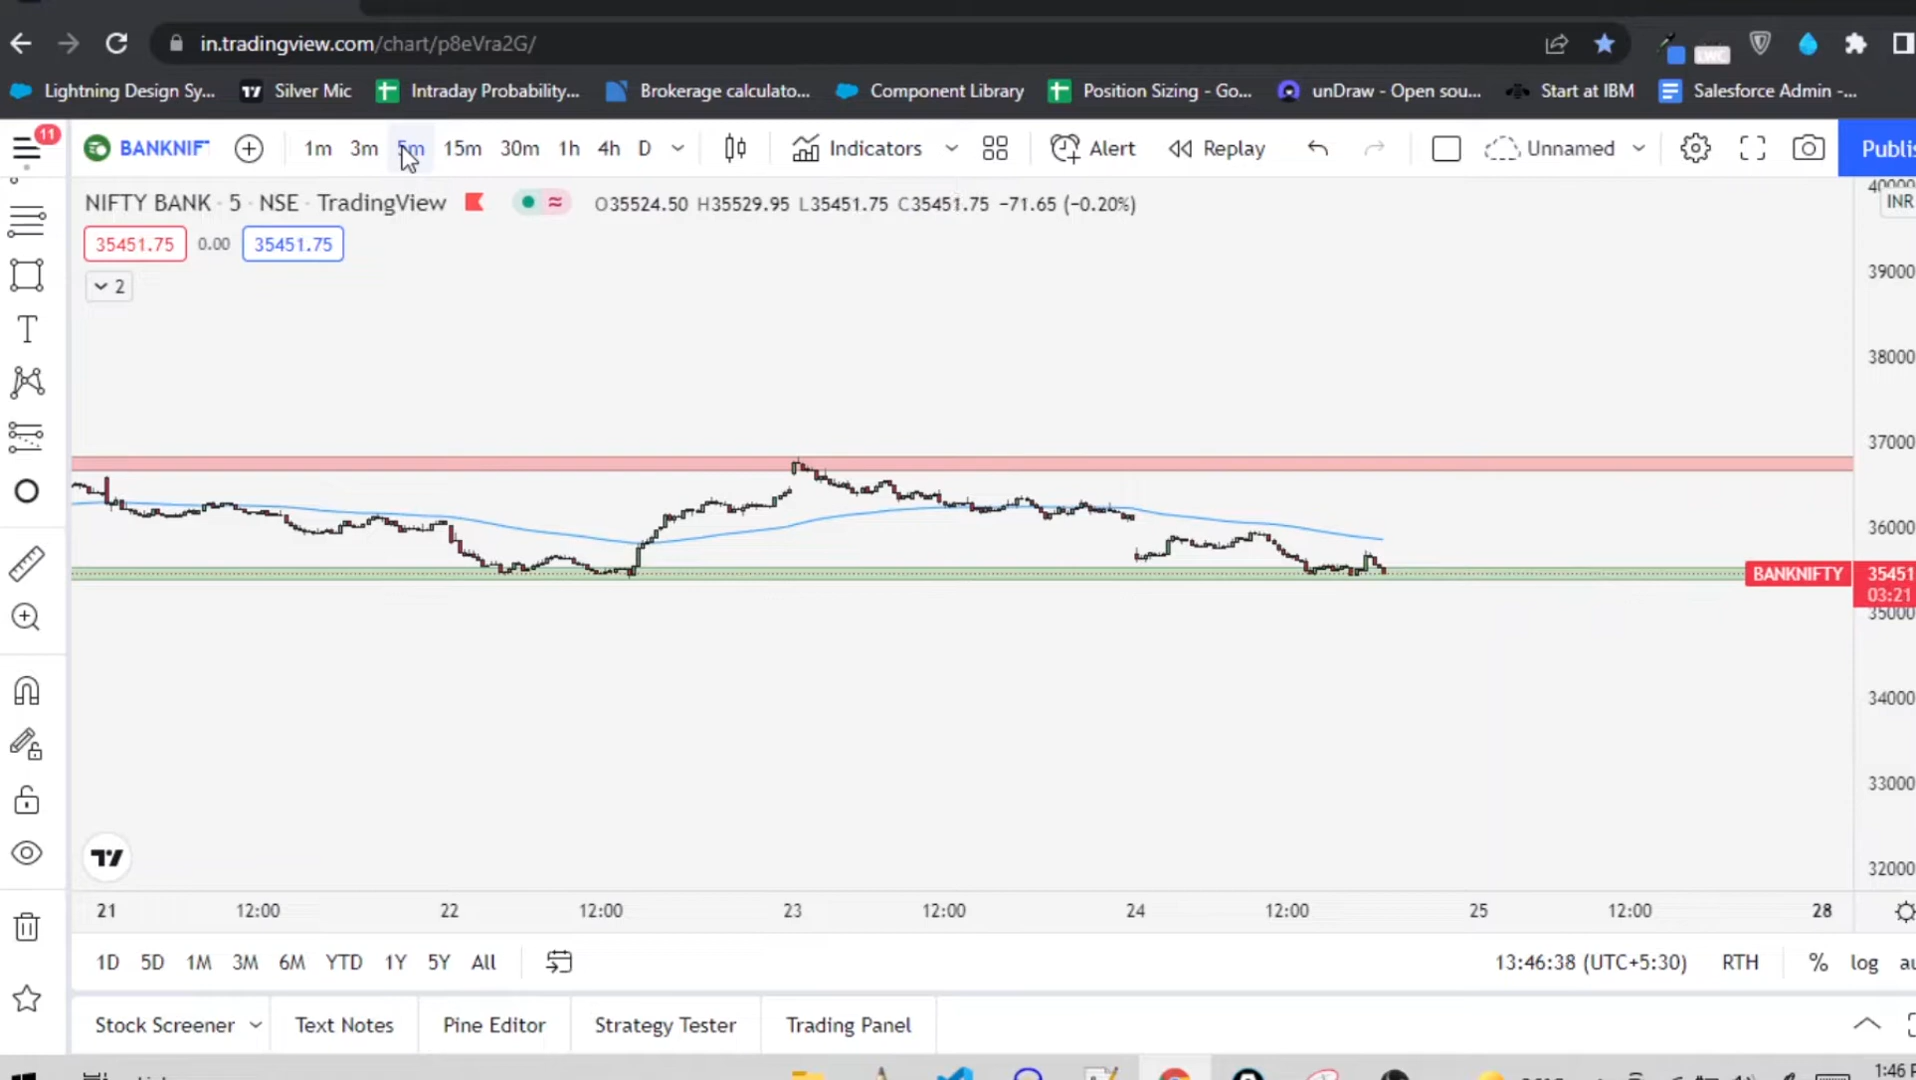 in.tradingview.com/chart/p8eVra2G/
LWC
Lightning Design Sy... Silver Mic Intraday Probability... Brokerage calculato... Component Library Position Sizing - Go... unDraw - Open sou... Start at IBM Salesforce Admin -...
11 BANKNIF 1m 3m 5m 15m 30m 1h 4h D Indicators Alert Replay Unnamed Publis
NIFTY BANK · 5 · NSE · TradingView O35524.50 H35529.95 L35451.75 C35451.75 −71.65 (−0.20%)
40000
INR
35451.75 0.00 35451.75
2
39000
38000
37000
36000
BANKNIFTY 35451
03:21
35000
34000
33000
32000
21 12:00 22 12:00 23 12:00 24 12:00 25 12:00 28
1D 5D 1M 3M 6M YTD 1Y 5Y All 13:46:38 (UTC+5:30) RTH % log au
Stock Screener Text Notes Pine Editor Strategy Tester Trading Panel
1:46 P